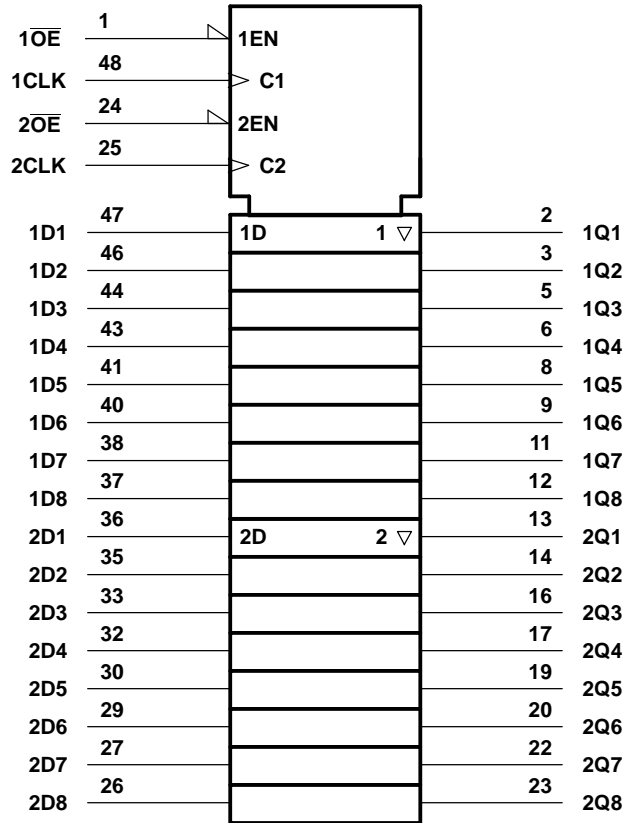 1
1O̅E̅ 1EN
48
1CLK C1
24
2O̅E̅ 2EN
25
2CLK C2
47 2
1D1 1D 1 ▽ 1Q1
46 3
1D2 1Q2
44 5
1D3 1Q3
43 6
1D4 1Q4
41 8
1D5 1Q5
40 9
1D6 1Q6
38 11
1D7 1Q7
37 12
1D8 1Q8
36 13
2D1 2D 2 ▽ 2Q1
35 14
2D2 2Q2
33 16
2D3 2Q3
32 17
2D4 2Q4
30 19
2D5 2Q5
29 20
2D6 2Q6
27 22
2D7 2Q7
26 23
2D8 2Q8